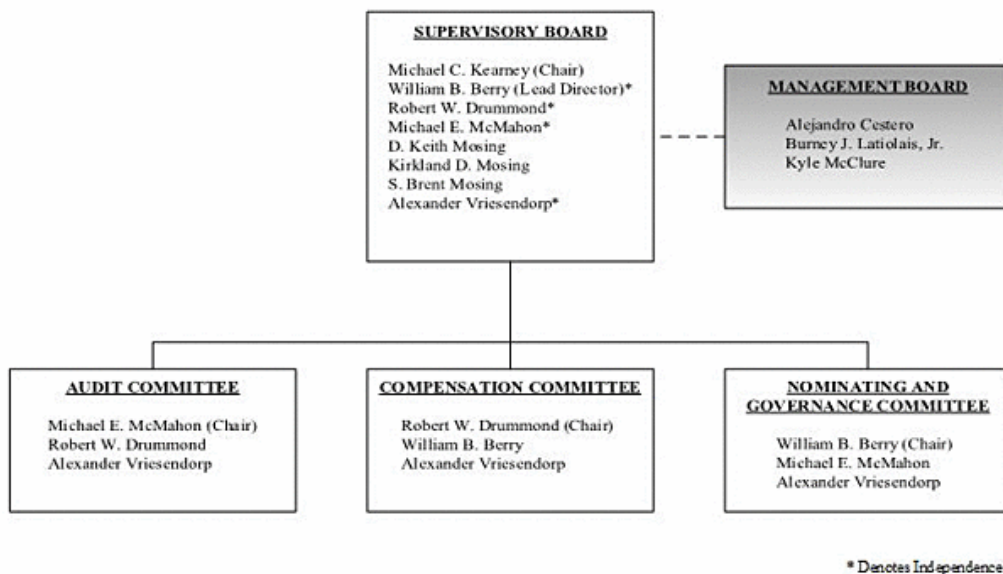 SUPERVISORY BOARD
Michael C. Kearney (Chair)
William B. Berry (Lead Director)*
Robert W. Drummond*
Michael E. McMahon*
D. Keith Mosing
Kirkland D. Mosing
S. Brent Mosing
Alexander Vriesendorp*
MANAGEMENT BOARD
Alejandro Cestero
Burney J. Latiolais, Jr.
Kyle McClure
AUDIT COMMITTEE
Michael E. McMahon (Chair)
Robert W. Drummond
Alexander Vriesendorp
COMPENSATION COMMITTEE
Robert W. Drummond (Chair)
William B. Berry
Alexander Vriesendorp
NOMINATING AND
GOVERNANCE COMMITTEE
William B. Berry (Chair)
Michael E. McMahon
Alexander Vriesendorp
* Denotes Independence